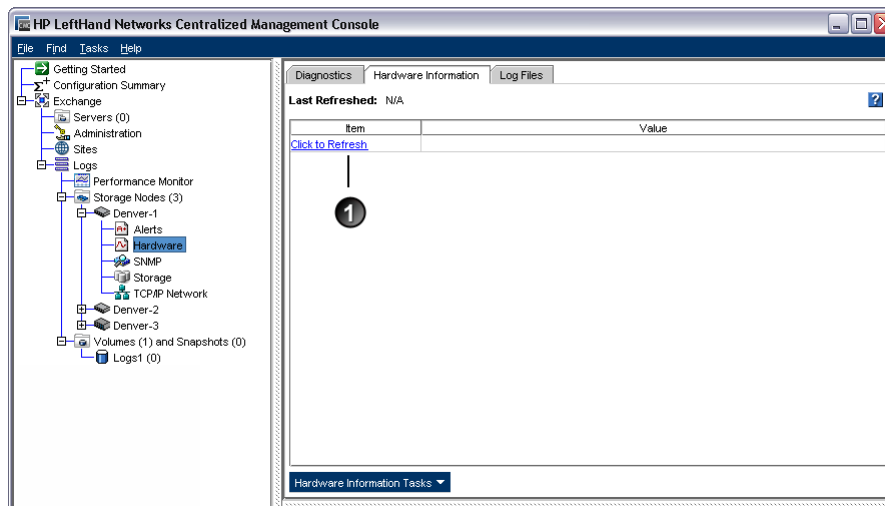 HP LeftHand Networks Centralized Management Console
File Find Tasks Help
Getting Started
Configuration Summary
Exchange
Servers (0)
Administration
Sites
Logs
Performance Monitor
Storage Nodes (3)
Denver-1
Alerts
Hardware
SNMP
Storage
TCP/IP Network
Denver-2
Denver-3
Volumes (1) and Snapshots (0)
Logs1 (0)
Diagnostics Hardware Information Log Files
Last Refreshed: N/A ?
Item Value
Click to Refresh
1
Hardware Information Tasks